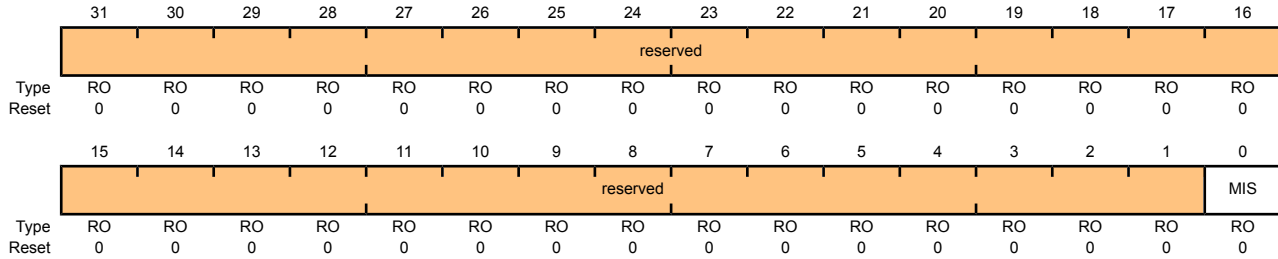 31 30 29 28 27 26 25 24 23 22 21 20 19 18 17 16
reserved
Type RO RO RO RO RO RO RO RO RO RO RO RO RO RO RO RO
Reset 0 0 0 0 0 0 0 0 0 0 0 0 0 0 0 0
15 14 13 12 11 10 9 8 7 6 5 4 3 2 1 0
reserved MIS
Type RO RO RO RO RO RO RO RO RO RO RO RO RO RO RO RO
Reset 0 0 0 0 0 0 0 0 0 0 0 0 0 0 0 0